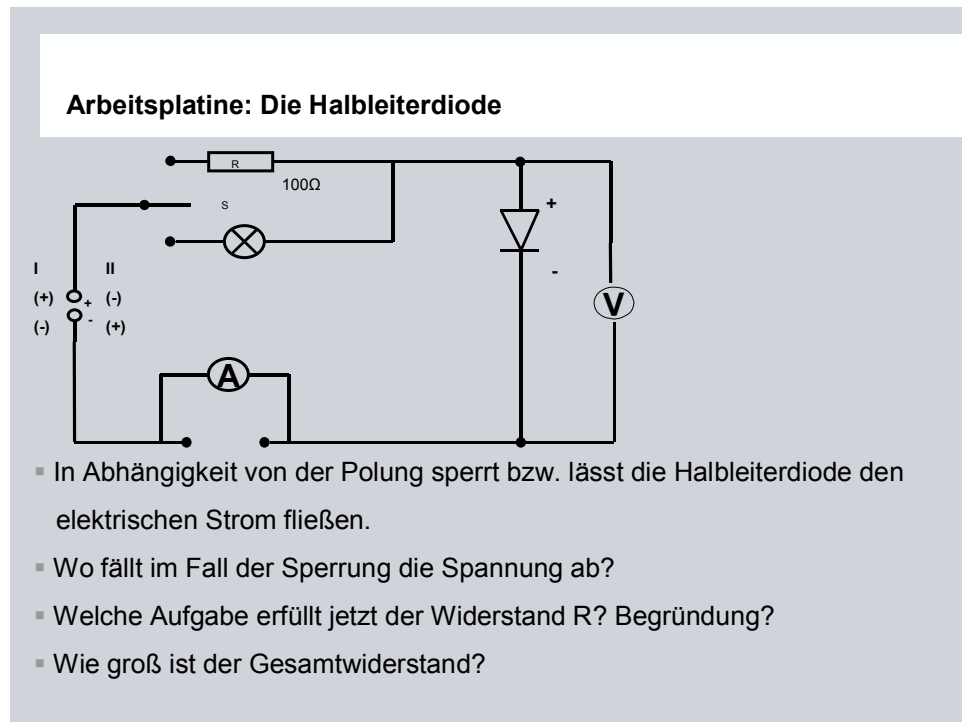 Arbeitsplatine: Die Halbleiterdiode
R
100Ω
S
+
-
I II
(+) + (-)
(-) - (+)
V
A
In Abhängigkeit von der Polung sperrt bzw. lässt die Halbleiterdiode den
elektrischen Strom fließen.
Wo fällt im Fall der Sperrung die Spannung ab?
Welche Aufgabe erfüllt jetzt der Widerstand R? Begründung?
Wie groß ist der Gesamtwiderstand?